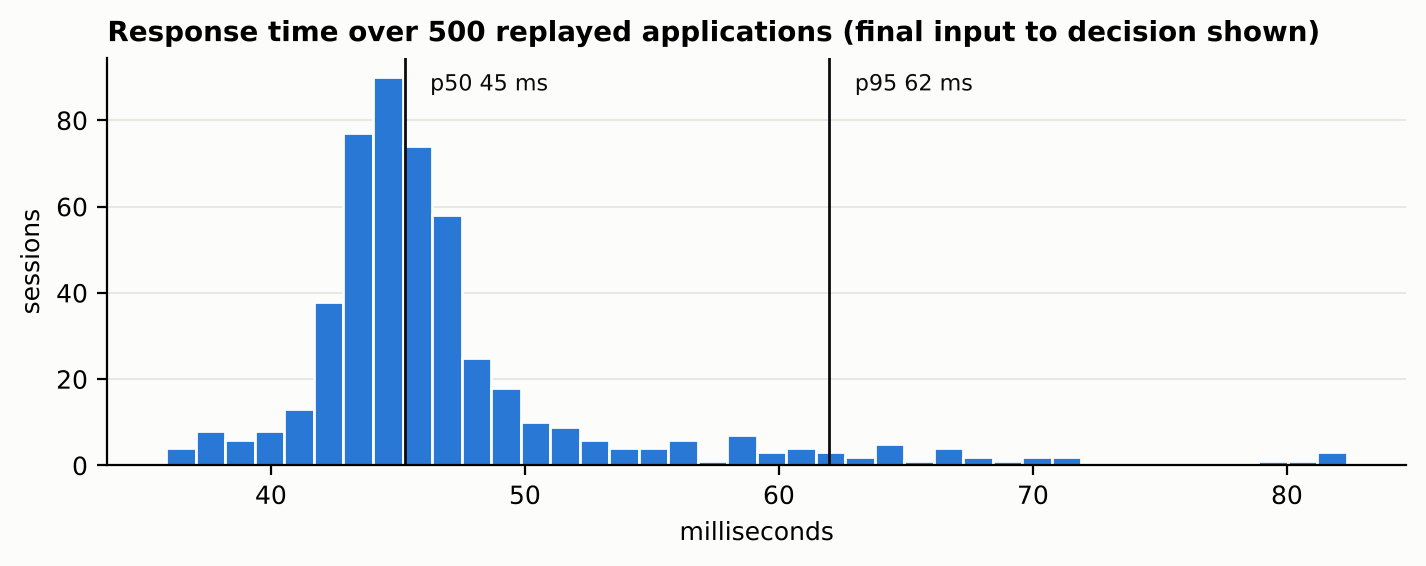 Response time over 500 replayed applications (final input to decision shown)
p50 45 ms
p95 62 ms
sessions
80
60
40
20
0
40
50
60
70
80
milliseconds